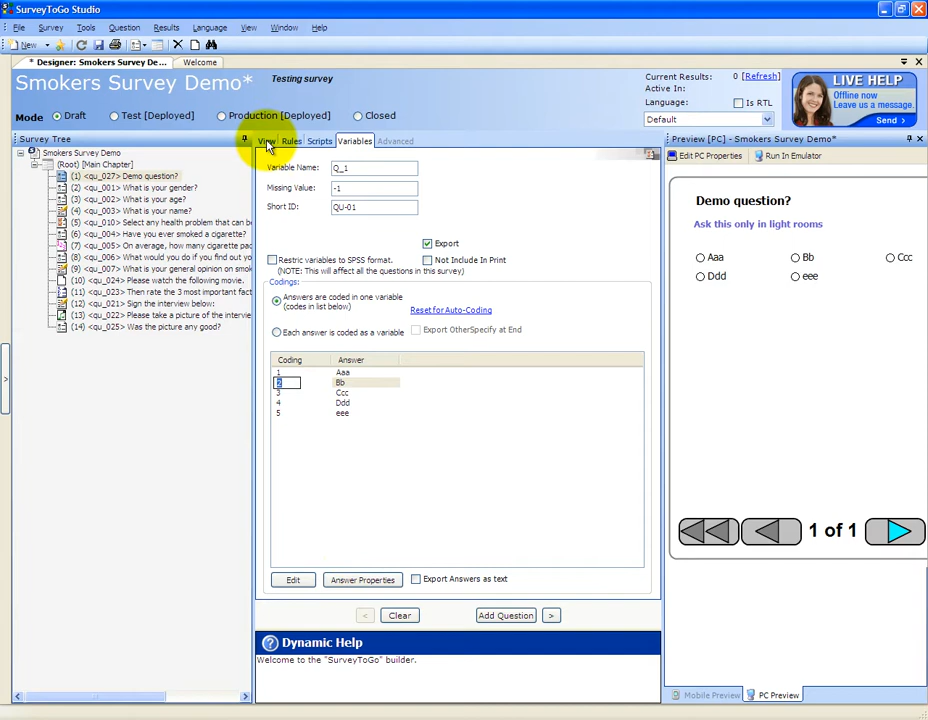 SurveyToGo Studio
File Survey Tools Question Results Language View Window Help
New
* Designer: Smokers Survey De... Welcome
Smokers Survey Demo* Testing survey
Current Results: 0 [Refresh]
Active In:
Language: Is RTL
Default
LIVE HELP
Offline now
Leave us a message.
Send >
Mode Draft Test [Deployed] Production [Deployed] Closed
Survey Tree
Smokers Survey Demo
(Root) [Main Chapter]
(1) <qu_027> Demo question?
(2) <qu_001> What is your gender?
(3) <qu_002> What is your age?
(4) <qu_003> What is your name?
(5) <qu_010> Select any health problem that can be
(6) <qu_004> Have you ever smoked a cigarette?
(7) <qu_005> On average, how many cigarette pac
(8) <qu_006> What would you do if you find out yo
(9) <qu_007> What is your general opinion on smok
(10) <qu_024> Please watch the following movie.
(11) <qu_023> Then rate the 3 most important fact
(12) <qu_021> Sign the interview below:
(13) <qu_022> Please take a picture of the intervie
(14) <qu_025> Was the picture any good?
View Rules Scripts Variables Advanced
Variable Name: Q_1
Missing Value: -1
Short ID: QU-01
Export
Restric variables to SPSS format. Not Include In Print
(NOTE: This will affect all the questions in this survey)
Codings:
Answers are coded in one variable
(codes in list below)
Reset for Auto-Coding
Each answer is coded as a variable Export OtherSpecify at End
Coding Answer
1 Aaa
2 Bb
3 Ccc
4 Ddd
5 eee
Edit Answer Properties Export Answers as text
< Clear Add Question >
Dynamic Help
Welcome to the "SurveyToGo" builder.
Preview [PC] - Smokers Survey Demo*
Edit PC Properties Run In Emulator
Demo question?
Ask this only in light rooms
Aaa Bb Ccc
Ddd eee
1 of 1
Mobile Preview PC Preview